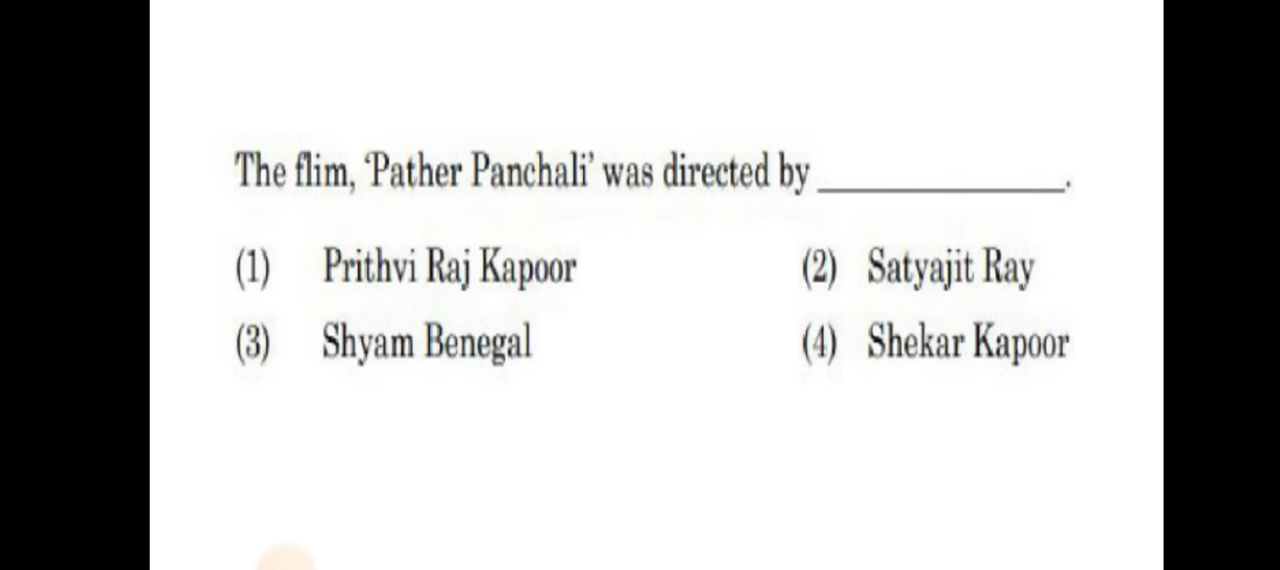 The flim, ‘Pather Panchali’ was directed by ______________.
(1) Prithvi Raj Kapoor (2) Satyajit Ray
(3) Shyam Benegal (4) Shekar Kapoor